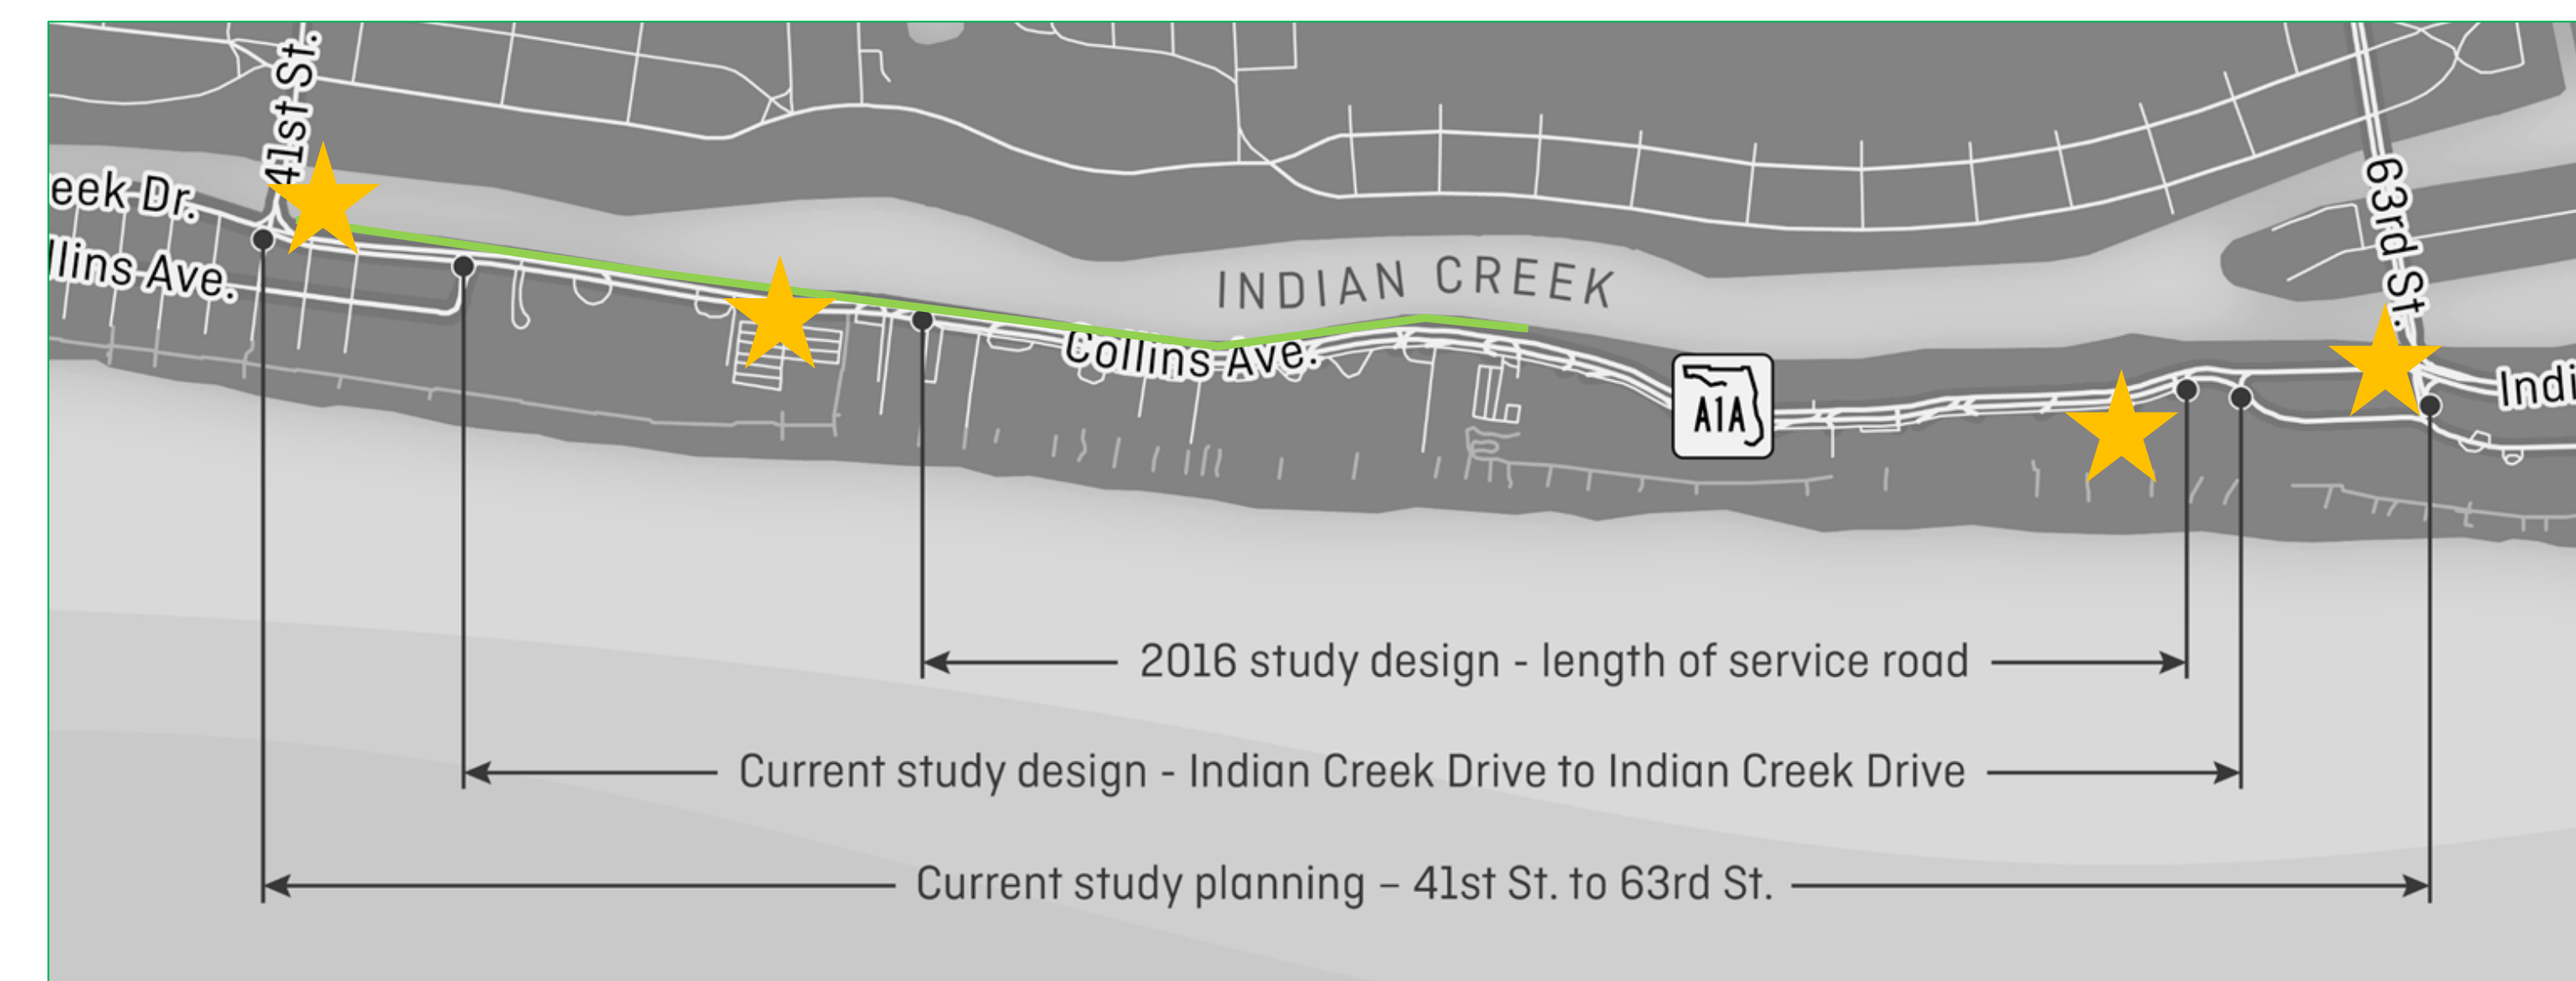 41st St.
63rd St.
eek Dr.
llins Ave.
INDIAN CREEK
Collins Ave.
A1A
Indi
2016 study design - length of service road
Current study design - Indian Creek Drive to Indian Creek Drive
Current study planning – 41st St. to 63rd St.